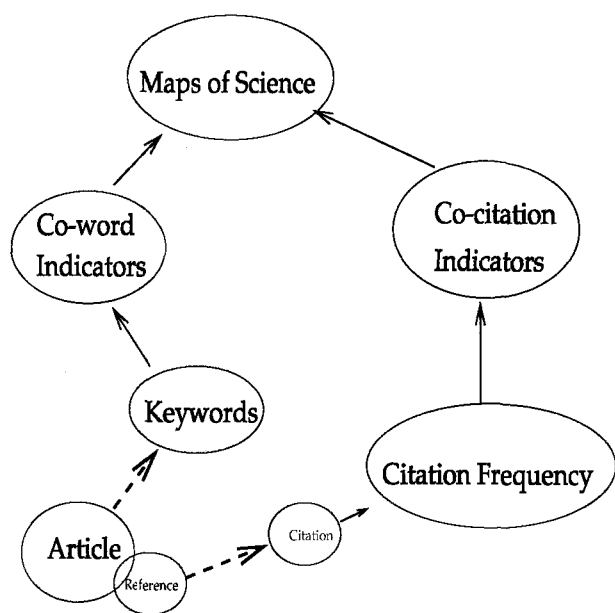 Maps of Science
Co-word
Indicators
Co-citation
Indicators
Keywords
Citation Frequency
Article
Reference
Citation